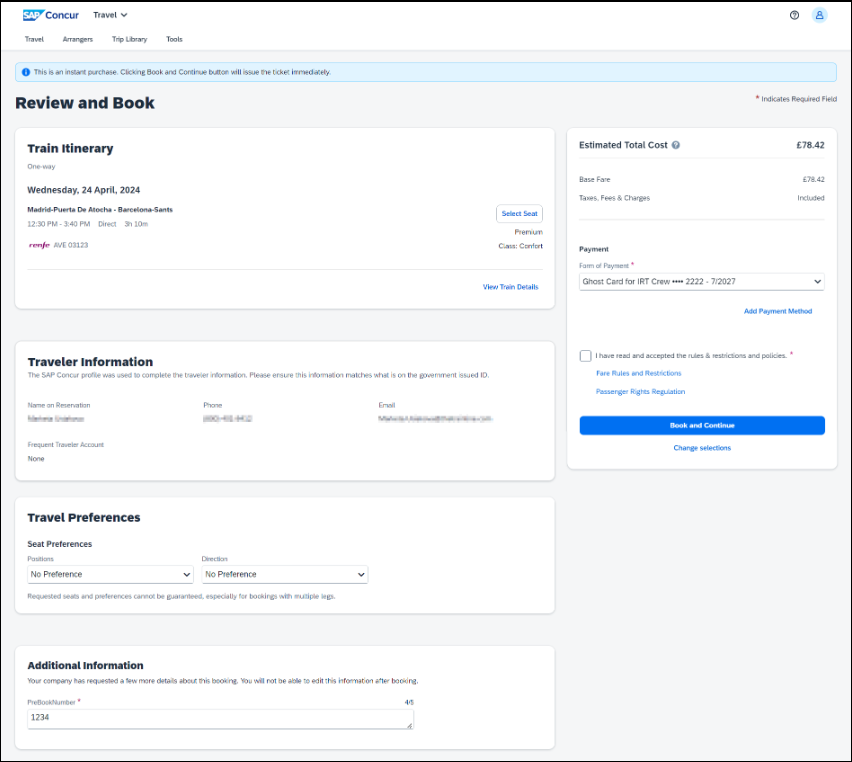 SAP Concur Travel
Travel Arrangers Trip Library Tools
This is an instant purchase. Clicking Book and Continue button will issue the ticket immediately.
Review and Book
* Indicates Required Field
Train Itinerary
One-way
Wednesday, 24 April, 2024
Madrid-Puerta De Atocha - Barcelona-Sants
12:30 PM - 3:40 PM Direct 3h 10m
renfe AVE 03123
Select Seat
Premium
Class: Confort
View Train Details
Estimated Total Cost £78.42
Base Fare £78.42
Taxes, Fees & Charges Included
Payment
Form of Payment *
Ghost Card for IRT Crew •••• 2222 - 7/2027
Add Payment Method
I have read and accepted the rules & restrictions and policies. *
Fare Rules and Restrictions
Passenger Rights Regulation
Book and Continue
Change selections
Traveler Information
The SAP Concur profile was used to complete the traveler information. Please ensure this information matches what is on the government issued ID.
Name on Reservation Phone Email
Frequent Traveler Account
None
Travel Preferences
Seat Preferences
Positions Direction
No Preference No Preference
Requested seats and preferences cannot be guaranteed, especially for bookings with multiple legs.
Additional Information
Your company has requested a few more details about this booking. You will not be able to edit this information after booking.
PreBookNumber * 4/5
1234